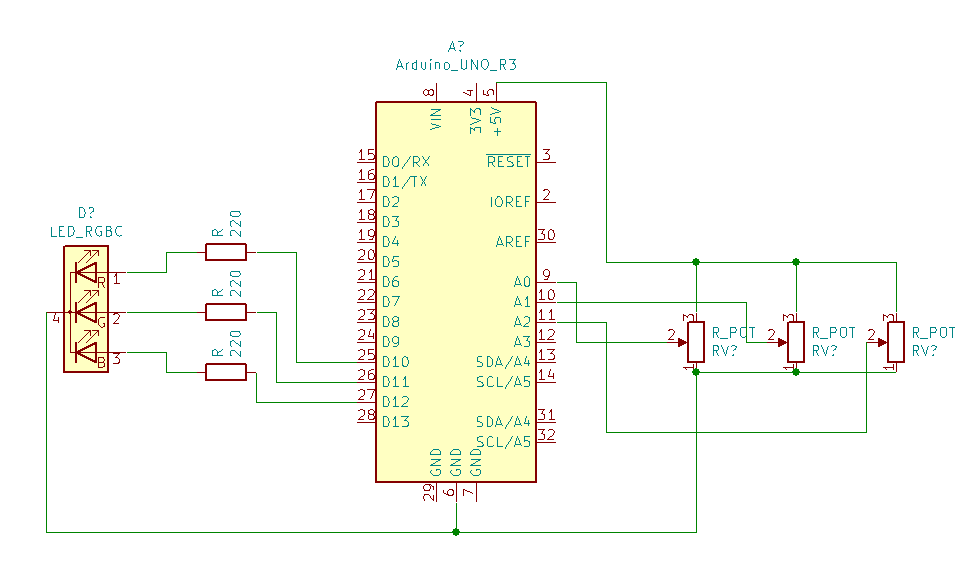 A?
Arduino_UNO_R3
8
4
5
VIN
3V3
+5V
15 D0/RX
16 D1/TX
17 D2
18 D3
19 D4
20 D5
21 D6
22 D7
23 D8
24 D9
25 D10
26 D11
27 D12
28 D13
RESET 3
IOREF 2
AREF 30
A0 9
A1 10
A2 11
A3 12
SDA/A4 13
SCL/A5 14
SDA/A4 31
SCL/A5 32
GND
GND
GND
29
6
7
D?
LED_RGBC
R 1
4
G 2
B 3
R
220
R
220
R
220
3
2
1
R_POT
RV?
3
2
1
R_POT
RV?
3
2
1
R_POT
RV?